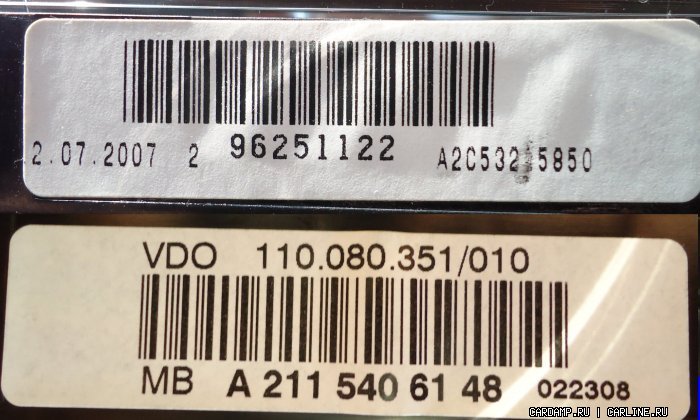 2.07.2007 2 96251122 A2C532 5850
VDO 110.080.351/010
MB A 211 540 61 48 022308
CARDAMP.RU | CARLINE.RU